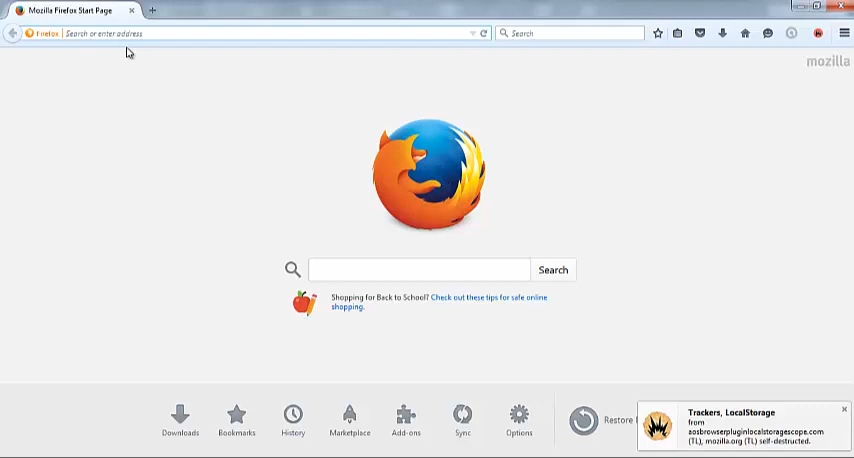 Mozilla Firefox Start Page
Firefox Search or enter address
Search
mozilla
Search
Shopping for Back to School? Check out these tips for safe online
shopping.
Downloads
Bookmarks
History
Marketplace
Add-ons
Sync
Options
Restore
Trackers, LocalStorage
from
aosbrowserpluginlocalstoragescope.com
(TL), mozilla.org (TL) self-destructed.